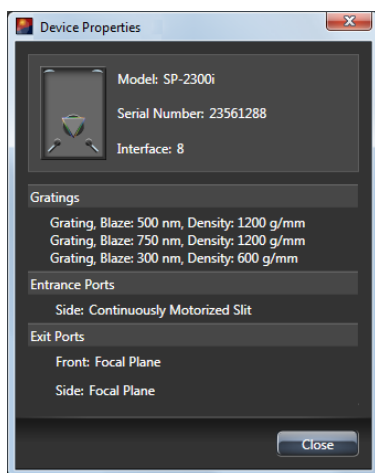 Device Properties
Model: SP-2300i
Serial Number: 23561288
Interface: 8
Gratings
Grating, Blaze: 500 nm, Density: 1200 g/mm
Grating, Blaze: 750 nm, Density: 1200 g/mm
Grating, Blaze: 300 nm, Density: 600 g/mm
Entrance Ports
Side: Continuously Motorized Slit
Exit Ports
Front: Focal Plane
Side: Focal Plane
Close